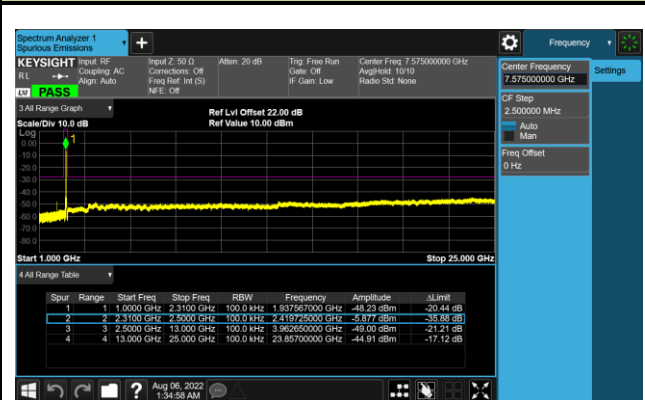 Spectrum Analyzer 1
Spurious Emissions
Frequency
KEYSIGHT
Input: RF
Coupling: AC
Align: Auto
Input Z: 50 Ω
Corrections: Off
Freq Ref: Int (S)
NFE: Off
Atten: 20 dB
Trig: Free Run
Gate: Off
IF Gain: Low
Center Freq: 7.575000000 GHz
Avg|Hold: 10/10
Radio Std: None
RL
LXI
PASS
Center Frequency
7.575000000 GHz
Settings
CF Step
2.500000 MHz
Auto
Man
Freq Offset
0 Hz
3 All Range Graph
Scale/Div 10.0 dB
Ref Lvl Offset 22.00 dB
Ref Value 10.00 dBm
Log
1
0.00
-10.0
-20.0
-30.0
-40.0
-50.0
-60.0
-70.0
-80.0
Start 1.000 GHz
Stop 25.000 GHz
4 All Range Table
Spur Range Start Freq Stop Freq RBW Frequency Amplitude ΔLimit
1 1 1.0000 GHz 2.3100 GHz 100.0 kHz 1.937567000 GHz -48.23 dBm -20.44 dB
2 2 2.3100 GHz 2.5000 GHz 100.0 kHz 2.419725000 GHz -5.877 dBm -35.88 dB
3 3 2.5000 GHz 13.000 GHz 100.0 kHz 3.962650000 GHz -49.00 dBm -21.21 dB
4 4 13.000 GHz 25.000 GHz 100.0 kHz 23.85700000 GHz -44.91 dBm -17.12 dB
?
Aug 06, 2022
1:34:58 AM